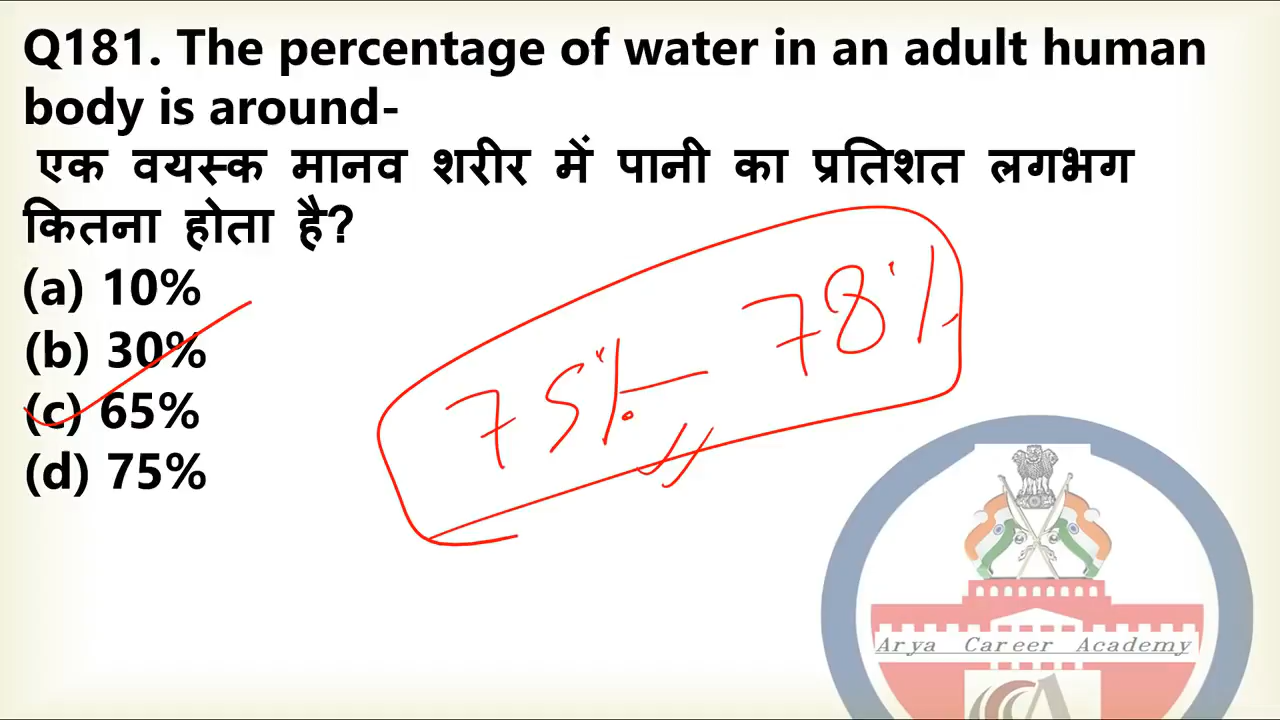 Q181. The percentage of water in an adult human
body is around-
एक वयस्क मानव शरीर में पानी का प्रतिशत लगभग
कितना होता है?
(a) 10%
(b) 30%
(c) 65%
(d) 75%
75% — 78%
Arya Career Academy